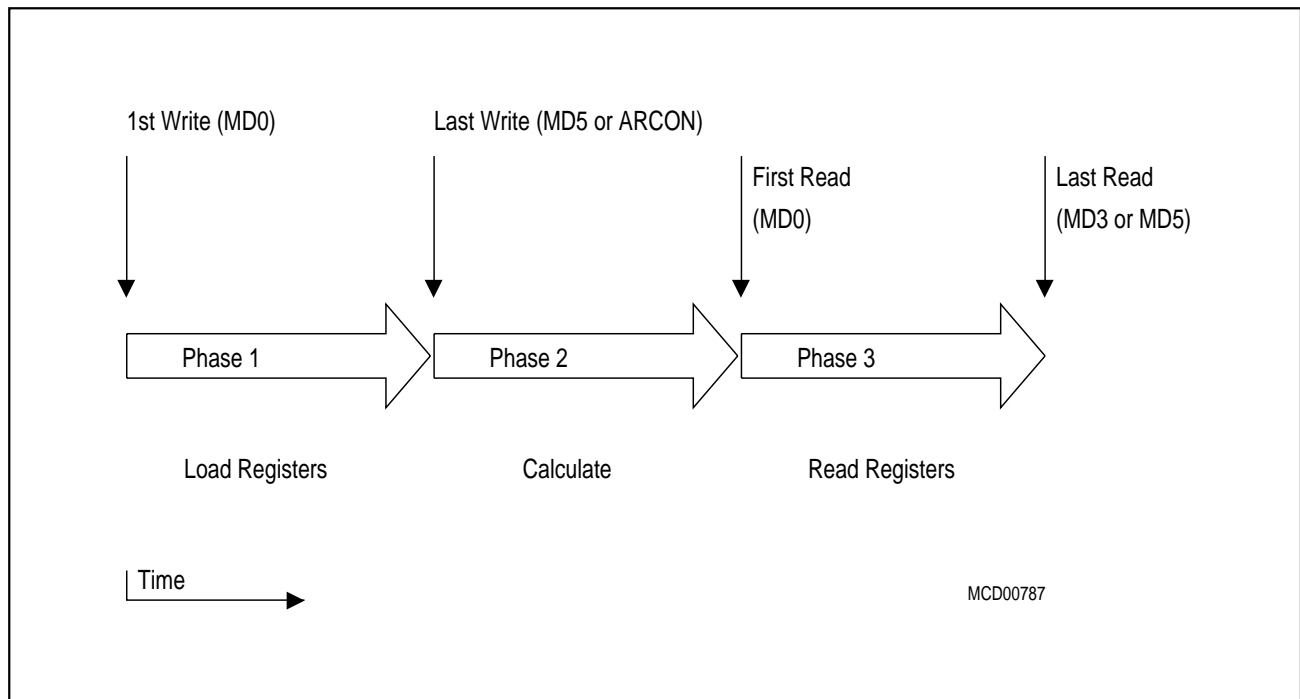 1st Write (MD0)
Last Write (MD5 or ARCON)
First Read
(MD0)
Last Read
(MD3 or MD5)
Phase 1
Phase 2
Phase 3
Load Registers
Calculate
Read Registers
Time
MCD00787